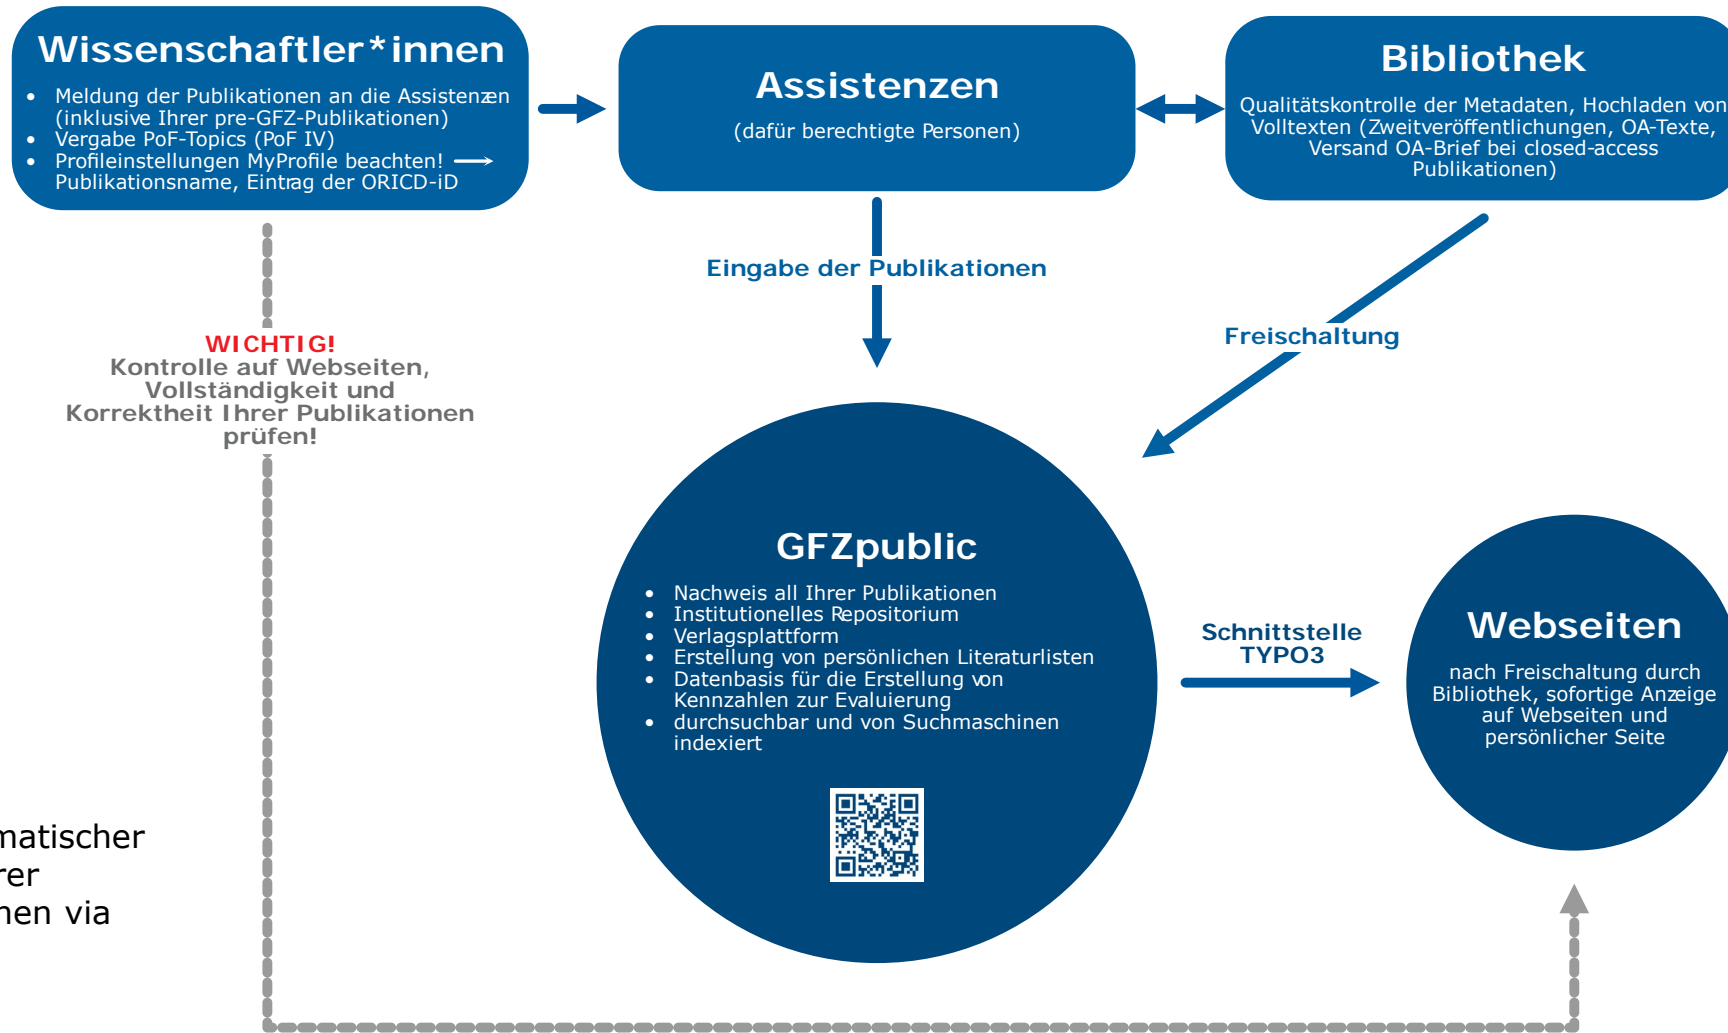 Wissenschaftler*innen
• Meldung der Publikationen an die Assistenzen
(inklusive Ihrer pre-GFZ-Publikationen)
• Vergabe PoF-Topics (PoF IV)
• Profileinstellungen MyProfile beachten! ⟶
Publikationsname, Eintrag der ORICD-iD
Assistenzen
(dafür berechtigte Personen)
Bibliothek
Qualitätskontrolle der Metadaten, Hochladen von
Volltexten (Zweitveröffentlichungen, OA-Texte,
Versand OA-Brief bei closed-access
Publikationen)
Eingabe der Publikationen
Freischaltung
WICHTIG!
Kontrolle auf Webseiten,
Vollständigkeit und
Korrektheit Ihrer Publikationen
prüfen!
GFZpublic
• Nachweis all Ihrer Publikationen
• Institutionelles Repositorium
• Verlagsplattform
• Erstellung von persönlichen Literaturlisten
• Datenbasis für die Erstellung von
Kennzahlen zur Evaluierung
• durchsuchbar und von Suchmaschinen
indexiert
Schnittstelle
TYPO3
Webseiten
nach Freischaltung durch
Bibliothek, sofortige Anzeige
auf Webseiten und
persönlicher Seite
matischer
rer
nen via